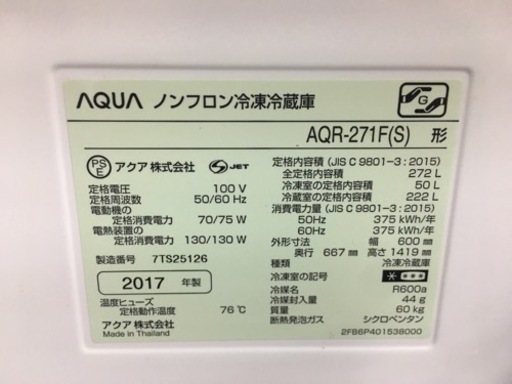 AQUA ノンフロン冷凍冷蔵庫
G
AQR-271F(S) 形
PS E アクア株式会社 S JET
定格電圧 100 V
定格周波数 50/60 Hz
電動機の
定格消費電力 70/75 W
電熱装置の
定格消費電力 130/130 W
製造番号 7TS25126
2017 年製
温度ヒューズ
定格動作温度 76℃
アクア株式会社
Made in Thailand
定格内容積 (JIS C 9801-3 : 2015)
全定格内容積 272 L
冷凍室の定格内容積 50 L
冷蔵室の定格内容積 222 L
消費電力量 (JIS C 9801-3 : 2015)
50Hz 375 kWh/年
60Hz 375 kWh/年
外形寸法 幅 600 mm
奥行 667 mm 高さ 1419 mm
種類 冷凍冷蔵庫
冷凍室の記号
冷媒名 R600a
冷媒封入量 44 g
質量 60 kg
断熱発泡ガス シクロペンタン
2FB6P401538000